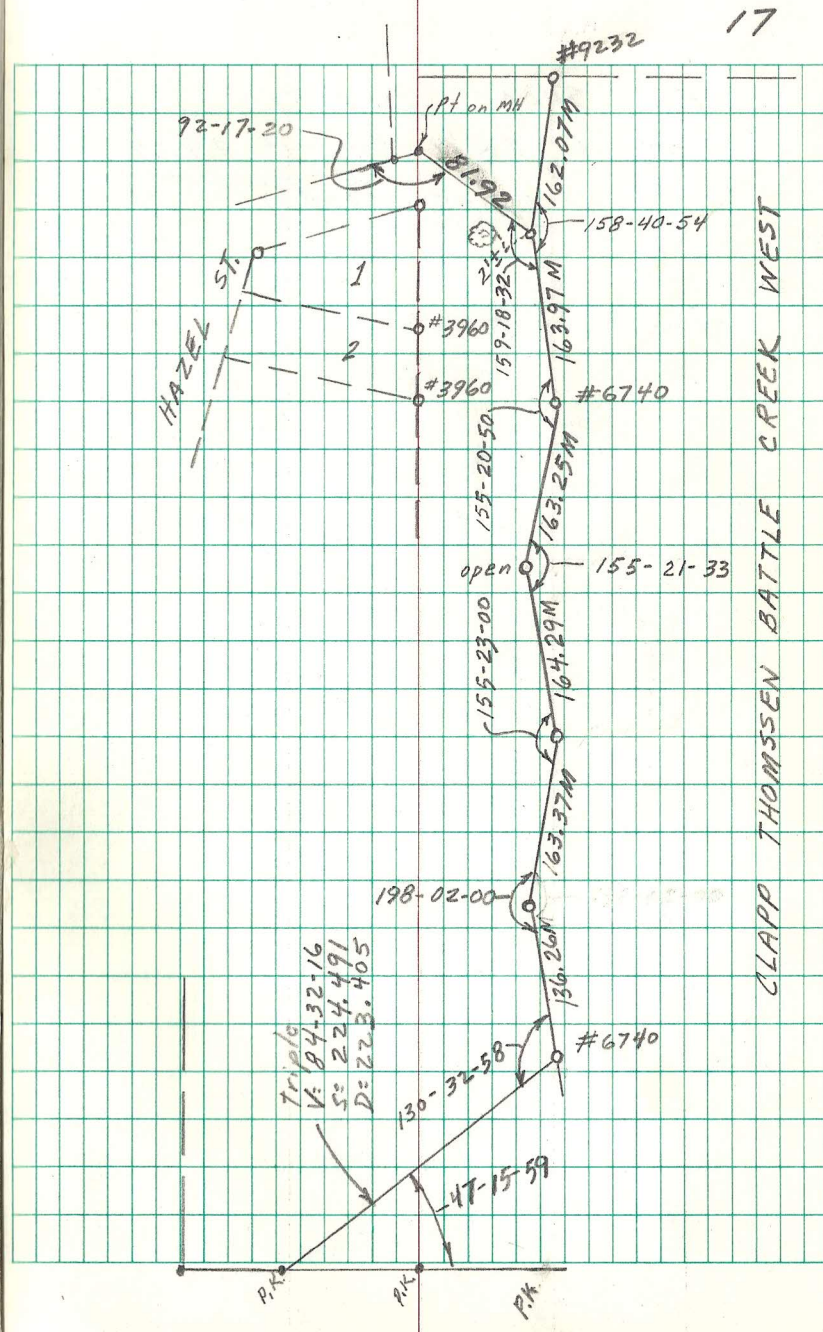 17
#9232
Pt on MH
92-17-20
81.92
162.07M
158-40-54
159-18-32
163.97M
HAZEL ST.
1
2
#3960
#3960
#6740
155-20-50
163.25M
open
155-21-33
155-23-00
164.29M
163.37M
198-02-00
136.26M
#6740
Triple
V= 84-32-16
S= 224.491
D= 223.405
130-32-58
47-15-59
P.K.
P.K.
P.K.
CLAPP THOMSSEN BATTLE CREEK WEST